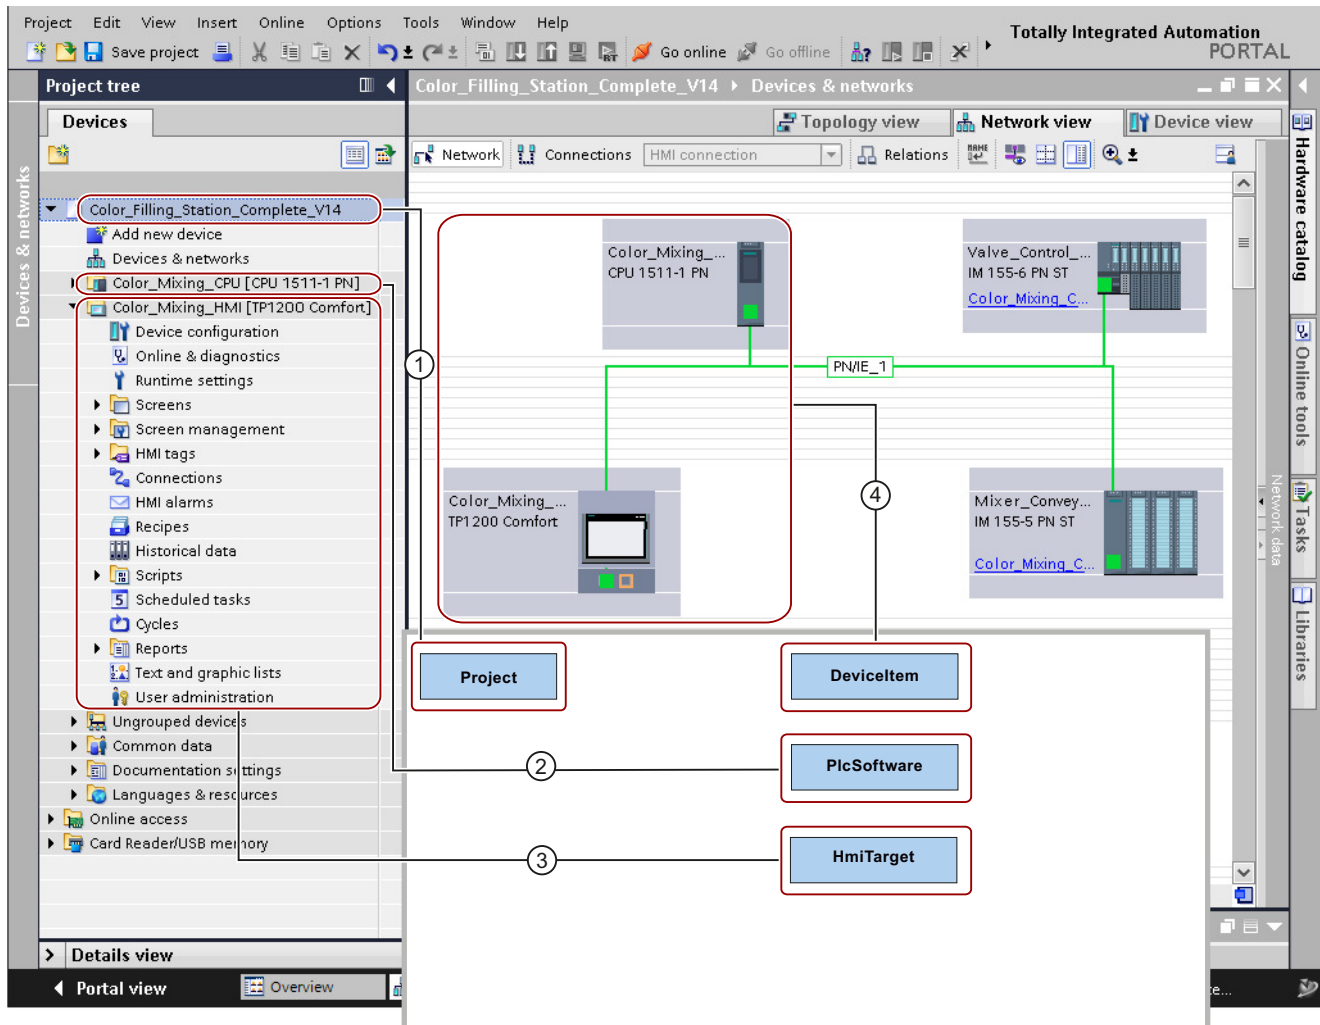 Project Edit View Insert Online Options Tools Window Help
Totally Integrated Automation
PORTAL
Save project Go online Go offline
Project tree
Color_Filling_Station_Complete_V14 Devices & networks
Devices
Topology view Network view Device view
Network Connections HMI connection Relations
Devices & networks
Color_Filling_Station_Complete_V14
Add new device
Devices & networks
Color_Mixing_CPU [CPU 1511-1 PN]
Color_Mixing_HMI [TP1200 Comfort]
Device configuration
Online & diagnostics
Runtime settings
Screens
Screen management
HMI tags
Connections
HMI alarms
Recipes
Historical data
Scripts
5 Scheduled tasks
Cycles
Reports
Text and graphic lists
User administration
Ungrouped devices
Common data
Documentation settings
Languages & resources
Online access
Card Reader/USB memory
Details view
Portal view
Overview
Color_Mixing_...
CPU 1511-1 PN
Valve_Control_...
IM 155-6 PN ST
Color_Mixing_C...
PN/IE_1
Color_Mixing_...
TP1200 Comfort
Mixer_Convey...
IM 155-5 PN ST
Color_Mixing_C...
1
4
2
3
Project
DeviceItem
PlcSoftware
HmiTarget
Network data
Hardware catalog
Online tools
Tasks
Libraries